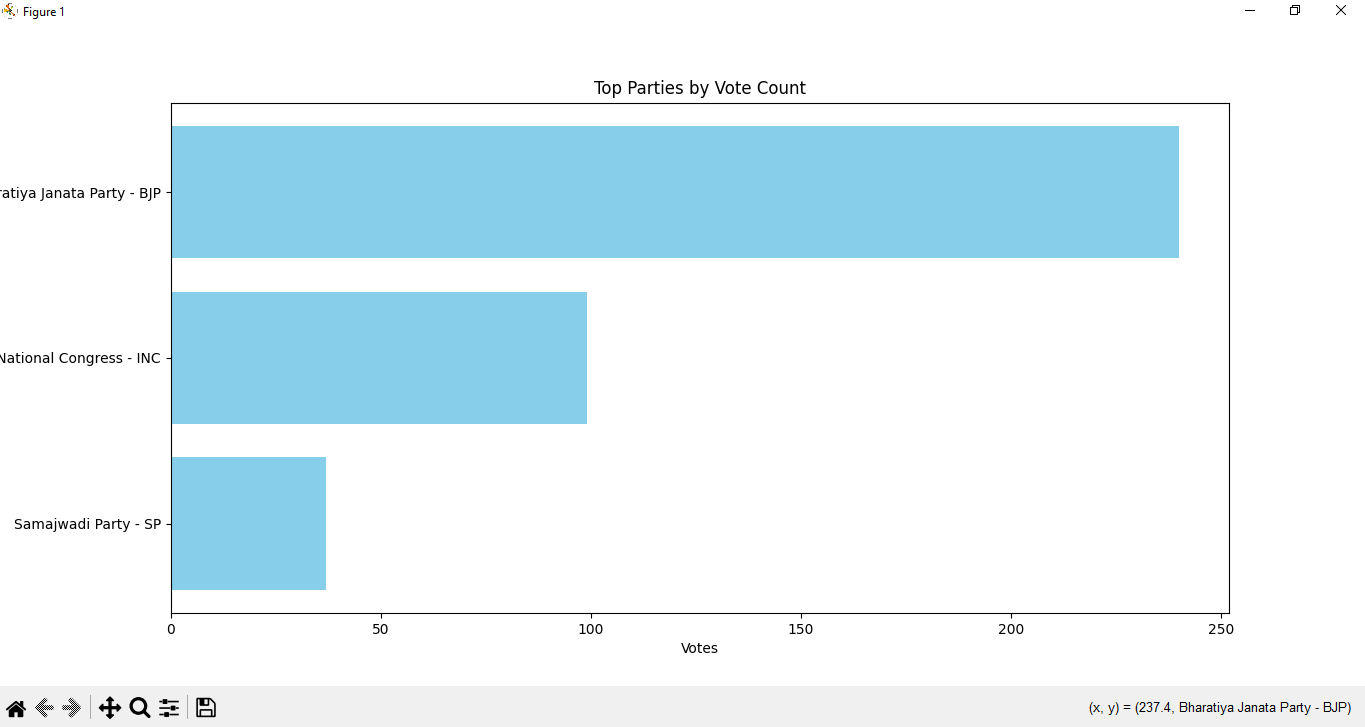 Figure 1
Top Parties by Vote Count
ratiya Janata Party - BJP
National Congress - INC
Samajwadi Party - SP
0 50 100 150 200 250
Votes
(x, y) = (237.4, Bharatiya Janata Party - BJP)